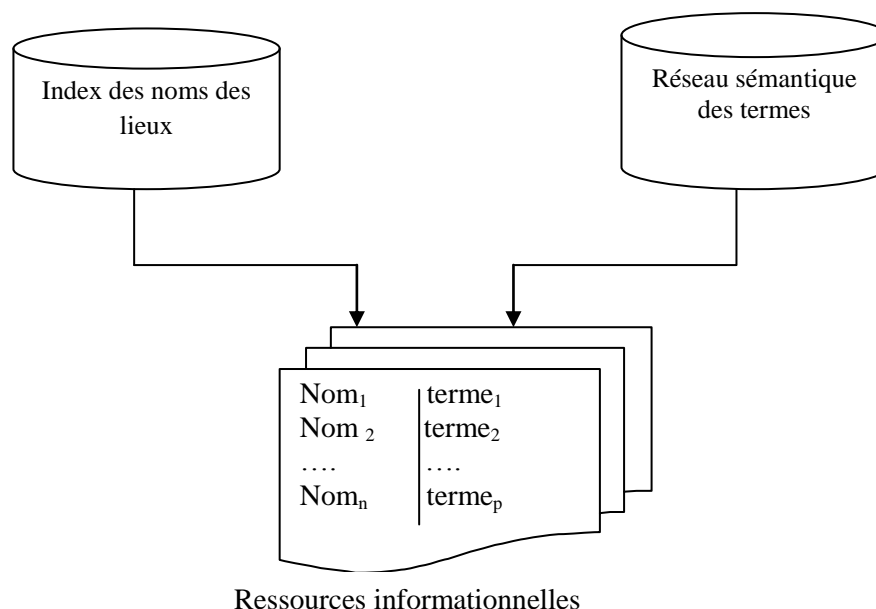 Index des noms des
lieux
Réseau sémantique
des termes
Nom₁ terme₁
Nom ₂ terme₂
…. ….
Nomₙ termeₚ
Ressources informationnelles